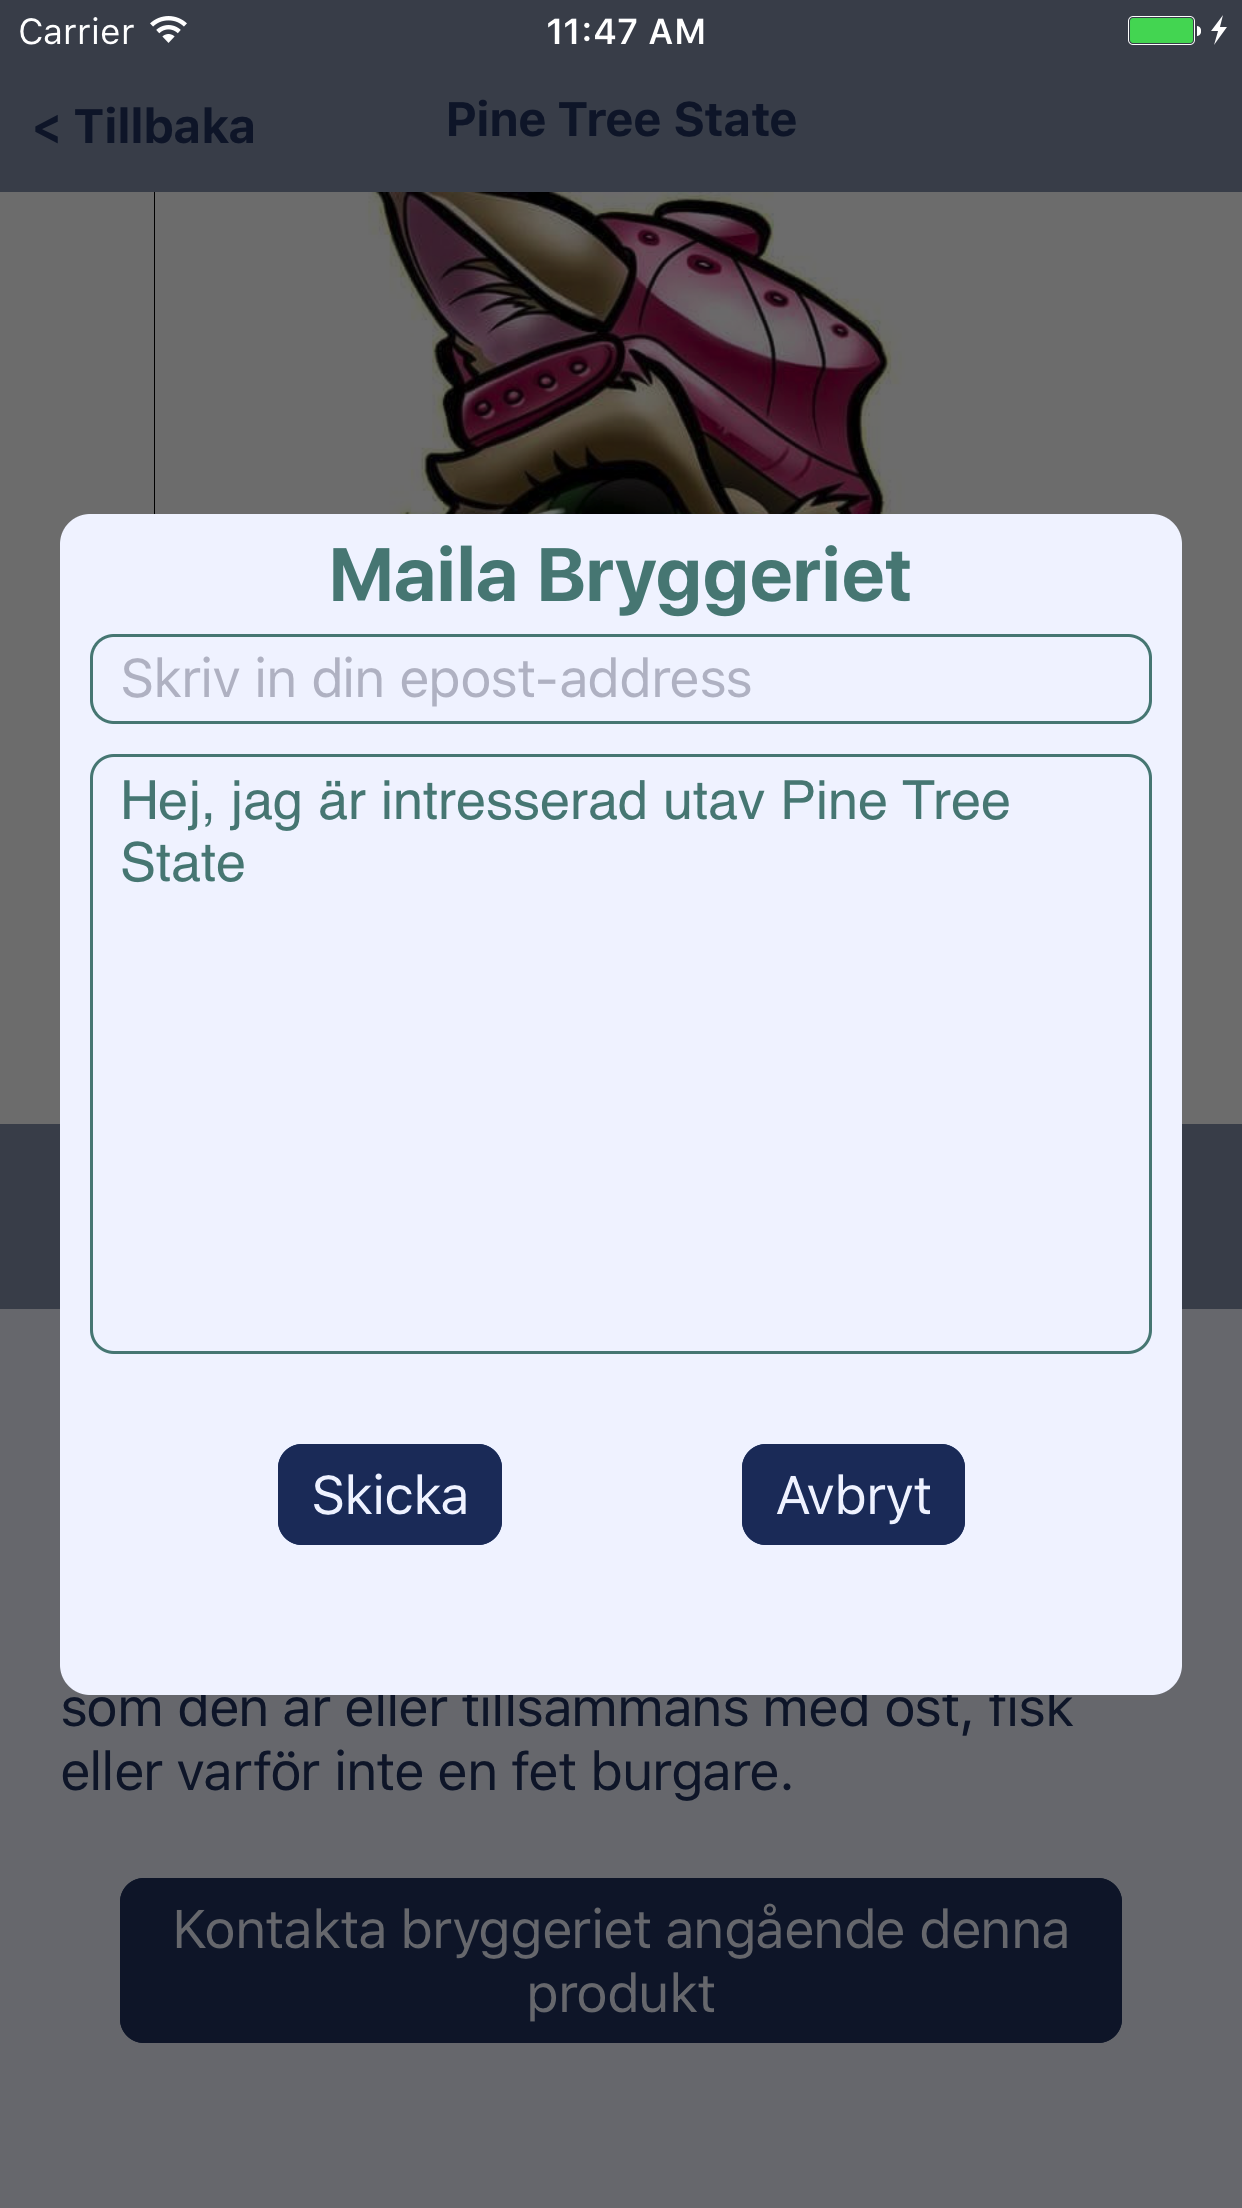 Carrier 11:47 AM
< Tillbaka Pine Tree State
Maila Bryggeriet
Skriv in din epost-address
Hej, jag är intresserad utav Pine Tree
State
Skicka Avbryt
som den är eller tillsammans med ost, fisk
eller varför inte en fet burgare.
Kontakta bryggeriet angående denna
produkt